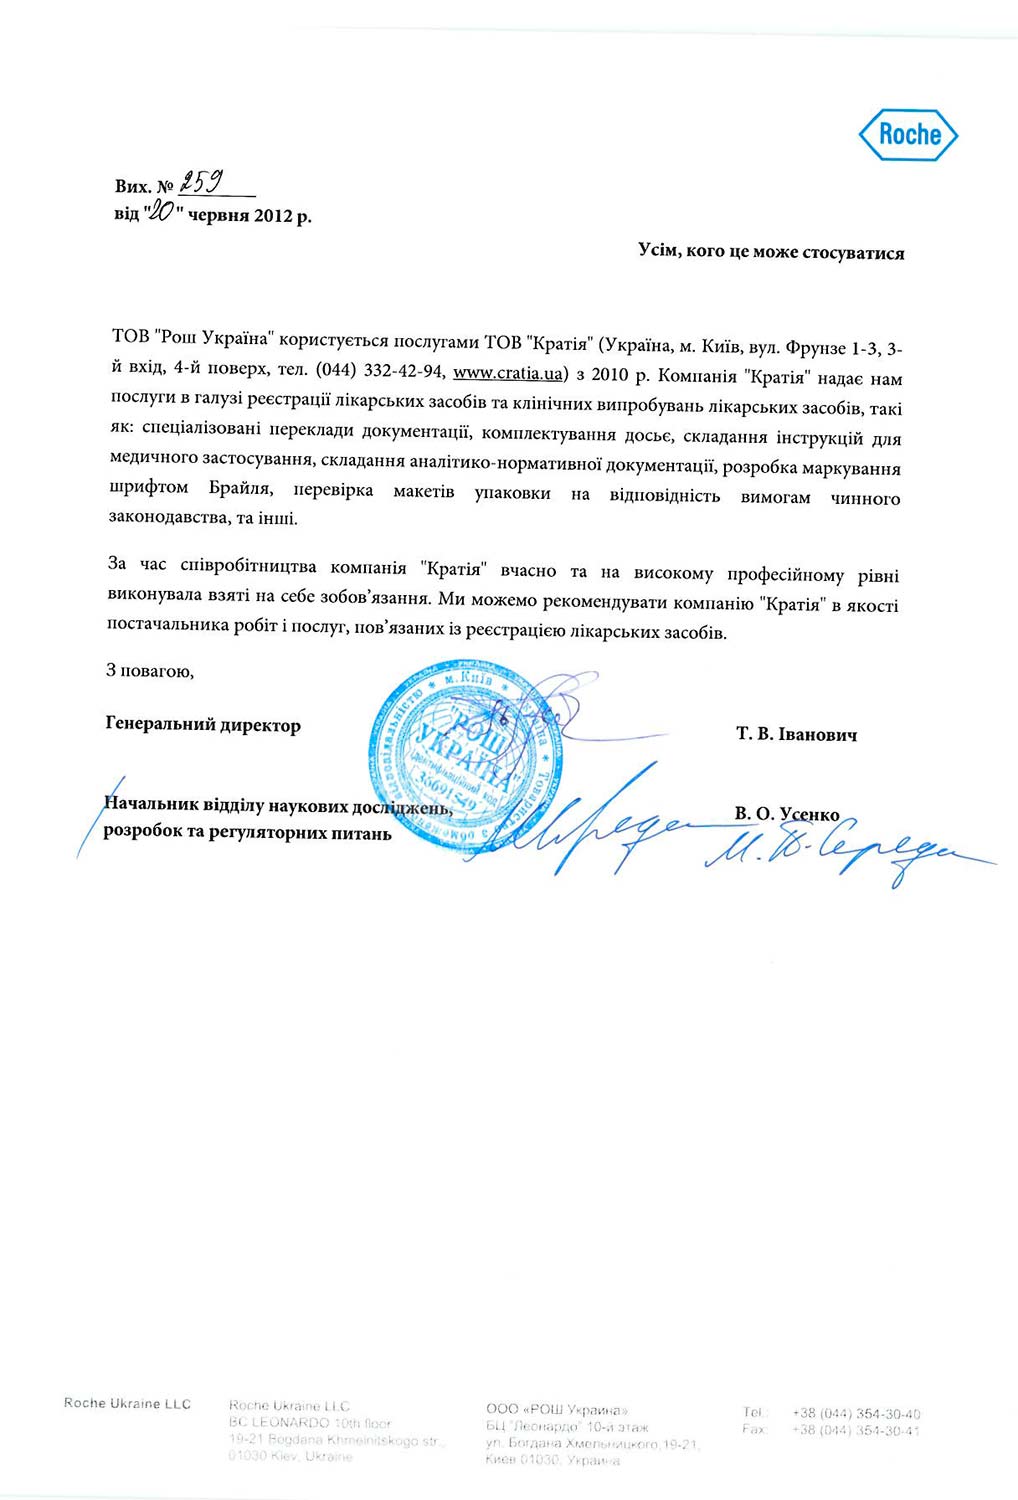 Roche
Вих. № 259
від "20" червня 2012 р.
Усім, кого це може стосуватися
ТОВ "Рош Україна" користується послугами ТОВ "Кратія" (Україна, м. Київ, вул. Фрунзе 1-3, 3-
й вхід, 4-й поверх, тел. (044) 332-42-94, www.cratia.ua) з 2010 р. Компанія "Кратія" надає нам
послуги в галузі реєстрації лікарських засобів та клінічних випробувань лікарських засобів, такі
як: спеціалізовані переклади документації, комплектування досьє, складання інструкцій для
медичного застосування, складання аналітико-нормативної документації, розробка маркування
шрифтом Брайля, перевірка макетів упаковки на відповідність вимогам чинного
законодавства, та інші.
За час співробітництва компанія "Кратія" вчасно та на високому професійному рівні
виконувала взяті на себе зобов’язання. Ми можемо рекомендувати компанію "Кратія" в якості
постачальника робіт і послуг, пов’язаних із реєстрацією лікарських засобів.
З повагою,
Генеральний директор
Т. В. Іванович
м. Київ * Україна * Товариство з обмеженою відповідальністю *
"РОШ
УКРАЇНА"
Ідентифікаційний код
35691549
Начальник відділу наукових досліджень,
розробок та регуляторних питань
В. О. Усенко
Середа
Roche Ukraine LLC
Roche Ukraine LLC
BC LEONARDO 10th floor
19-21 Bogdana Khmelnitskogo str.,
01030 Kiev, Ukraine
ООО «РОШ Украина»
БЦ "Леонардо" 10-й этаж
ул. Богдана Хмельницкого,19-21,
Киев 01030, Украина
Tel.: +38 (044) 354-30-40
Fax: +38 (044) 354-30-41